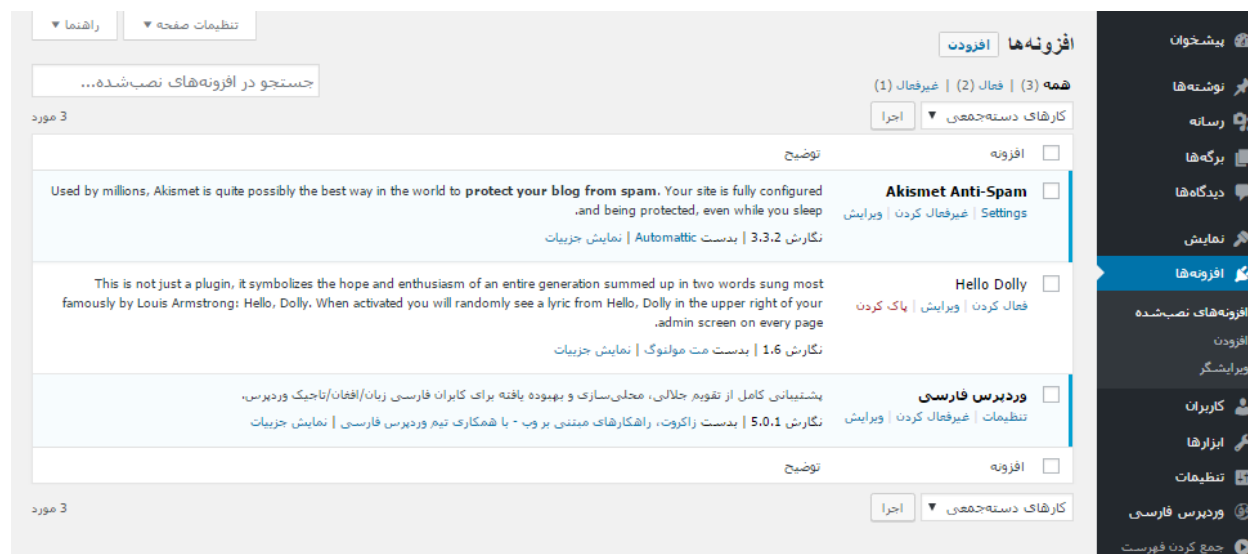 راهنما ▼
تنظیمات صفحه ▼
افزونه‌ها افزودن
همه (3) | فعال (2) | غیرفعال (1)
جستجو در افزونه‌های نصب‌شده...
کارهای دسته‌جمعی ▼ اجرا
3 مورد
افزونه توضیح
Akismet Anti-Spam
Settings | غیرفعال کردن | ویرایش
Used by millions, Akismet is quite possibly the best way in the world to protect your blog from spam. Your site is fully configured
.and being protected, even while you sleep
نگارش 3.3.2 | بدست Automattic | نمایش جزییات
Hello Dolly
فعال کردن | ویرایش | پاک کردن
This is not just a plugin, it symbolizes the hope and enthusiasm of an entire generation summed up in two words sung most
famously by Louis Armstrong: Hello, Dolly. When activated you will randomly see a lyric from Hello, Dolly in the upper right of your
.admin screen on every page
نگارش 1.6 | بدست مت مولنوگ | نمایش جزییات
وردپرس فارسی
تنظیمات | غیرفعال کردن | ویرایش
پشتیبانی کامل از تقویم جلالی، محلی‌سازی و بهبوده یافته برای کابران فارسی زبان/افغان/تاجیک وردپرس.
نگارش 5.0.1 | بدست زاکروت، راهکارهای مبتنی بر وب - با همکاری تیم وردپرس فارسی | نمایش جزییات
افزونه توضیح
کارهای دسته‌جمعی ▼ اجرا
3 مورد
پیشخوان
نوشته‌ها
رسانه
برگه‌ها
دیدگاه‌ها
نمایش
افزونه‌ها
افزونه‌های نصب‌شده
افزودن
ویرایشگر
کاربران
ابزارها
تنظیمات
وردپرس فارسی
جمع کردن فهرست